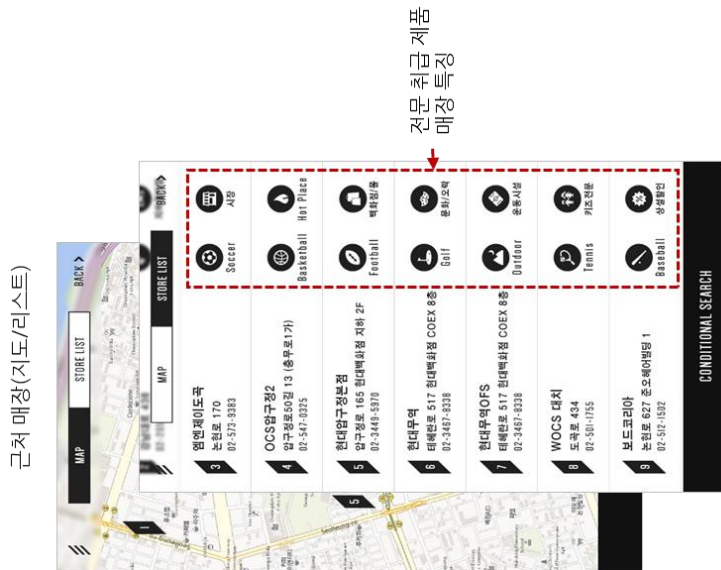 근처 매장(지도/리스트)
MAP
STORE LIST
BACK >
BACK >
MAP
STORE LIST
3
엠엔제이도곡
논현로 170
02-573-9383
Soccer
시장
4
OCS압구정2
압구정로50길 13 (충무로1가)
02-547-0325
Basketball
Hot Place
5
현대압구정본점
압구정로 165 현대백화점 지하 2F
02-3449-5970
Football
백화점/몰
6
현대무역
테헤란로 517 현대백화점 COEX 8층
02-3467-8338
Golf
문화/오락
7
현대무역OFS
테헤란로 517 현대백화점 COEX 8층
02-3467-8338
Outdoor
운동시설
8
WOCS 대치
도곡로 434
02-501-1755
Tennis
키즈전문
9
보드코리아
논현로 627 준오헤어빌딩 1
02-512-1502
Baseball
상설할인
CONDITIONAL SEARCH
전문 취급 제품
매장 특징
1
5